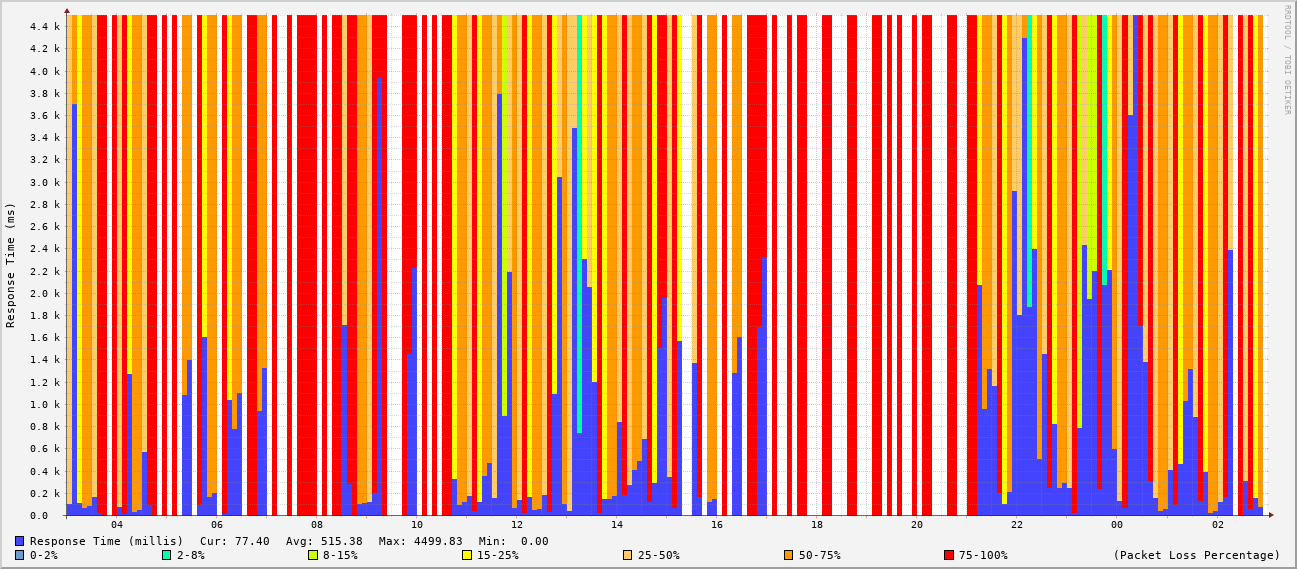 RRDTOOL / TOBI OETIKER
Response Time (ms)
4.4 k
4.2 k
4.0 k
3.8 k
3.6 k
3.4 k
3.2 k
3.0 k
2.8 k
2.6 k
2.4 k
2.2 k
2.0 k
1.8 k
1.6 k
1.4 k
1.2 k
1.0 k
0.8 k
0.6 k
0.4 k
0.2 k
0.0
04 06 08 10 12 14 16 18 20 22 00 02
Response Time (millis) Cur: 77.40 Avg: 515.38 Max: 4499.83 Min: 0.00
0-2% 2-8% 8-15% 15-25% 25-50% 50-75% 75-100% (Packet Loss Percentage)